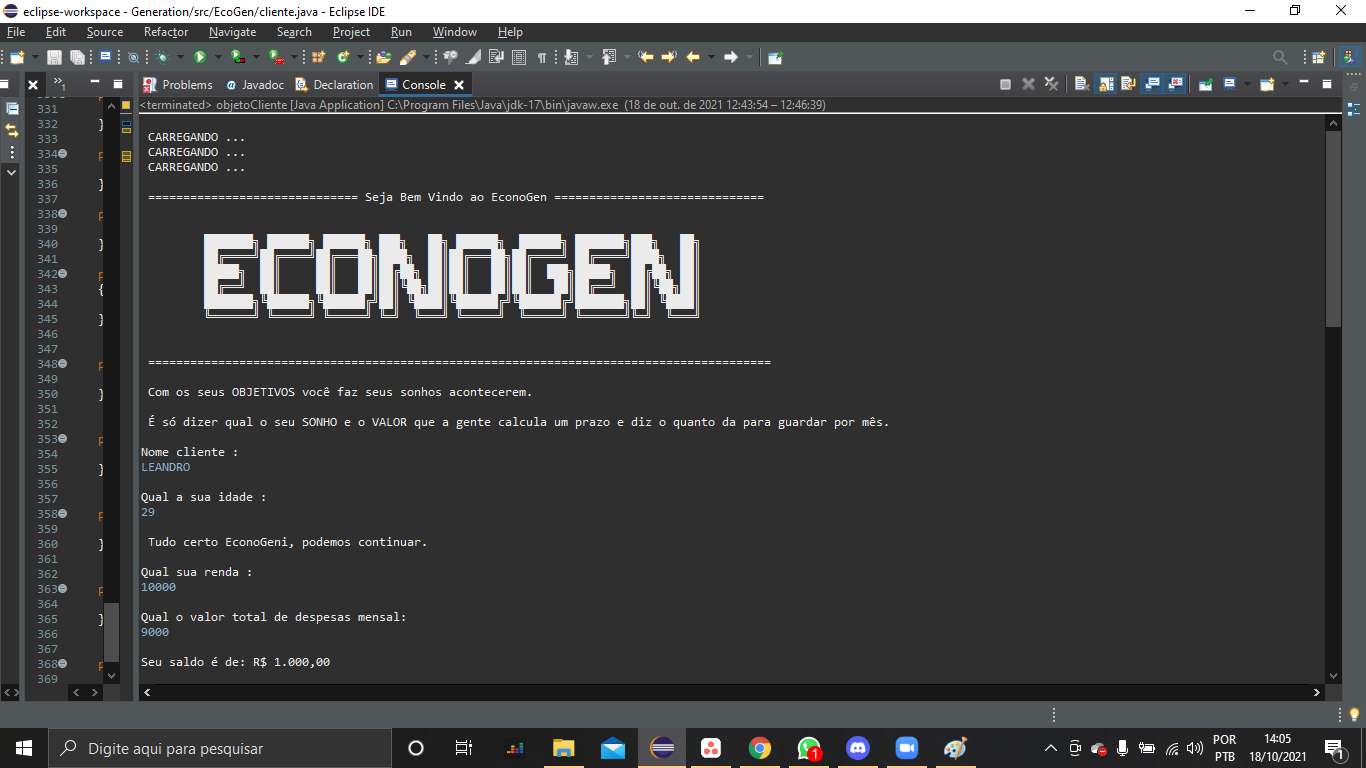 eclipse-workspace - Generation/src/EcoGen/cliente.java - Eclipse IDE
File Edit Source Refactor Navigate Search Project Run Window Help
Problems Javadoc Declaration Console
<terminated> objetoCliente [Java Application] C:\Program Files\Java\jdk-17\bin\javaw.exe (18 de out. de 2021 12:43:54 – 12:46:39)
331
332 }
333
334
335
336 }
337
338
339
340 }
341
342
343 {
344
345 }
346
347
348
349
350 }
351
352
353
354
355 }
356
357
358
359
360 }
361
362
363
364
365 }
366
367
368
369
CARREGANDO ...
CARREGANDO ...
CARREGANDO ...
============================== Seja Bem Vindo ao EconoGen ==============================
ECONOGEN
=========================================================================================
Com os seus OBJETIVOS você faz seus sonhos acontecerem.
É só dizer qual o seu SONHO e o VALOR que a gente calcula um prazo e diz o quanto da para guardar por mês.
Nome cliente :
LEANDRO
Qual a sua idade :
29
Tudo certo EconoGeni, podemos continuar.
Qual sua renda :
10000
Qual o valor total de despesas mensal:
9000
Seu saldo é de: R$ 1.000,00
Digite aqui para pesquisar
1
POR
PTB
14:05
18/10/2021
1